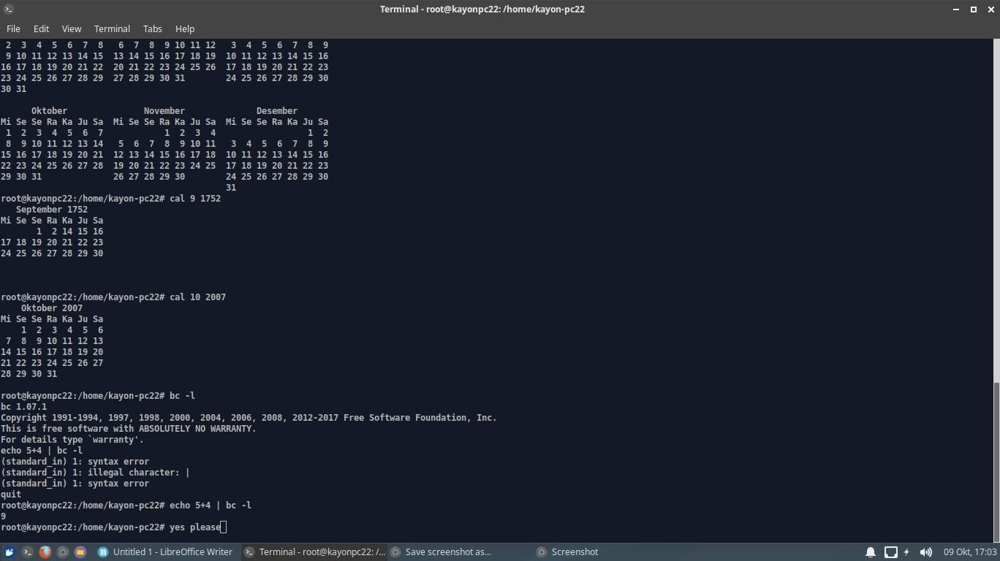 Terminal - root@kayonpc22: /home/kayon-pc22
File Edit View Terminal Tabs Help
 2  3  4  5  6  7  8   6  7  8  9 10 11 12   3  4  5  6  7  8  9
 9 10 11 12 13 14 15  13 14 15 16 17 18 19  10 11 12 13 14 15 16
16 17 18 19 20 21 22  20 21 22 23 24 25 26  17 18 19 20 21 22 23
23 24 25 26 27 28 29  27 28 29 30 31        24 25 26 27 28 29 30
30 31
      Oktober               November              Desember
Mi Se Se Ra Ka Ju Sa  Mi Se Se Ra Ka Ju Sa  Mi Se Se Ra Ka Ju Sa
 1  2  3  4  5  6  7            1  2  3  4                  1  2
 8  9 10 11 12 13 14   5  6  7  8  9 10 11   3  4  5  6  7  8  9
15 16 17 18 19 20 21  12 13 14 15 16 17 18  10 11 12 13 14 15 16
22 23 24 25 26 27 28  19 20 21 22 23 24 25  17 18 19 20 21 22 23
29 30 31              26 27 28 29 30        24 25 26 27 28 29 30
                                            31
root@kayonpc22:/home/kayon-pc22# cal 9 1752
   September 1752
Mi Se Se Ra Ka Ju Sa
       1  2 14 15 16
17 18 19 20 21 22 23
24 25 26 27 28 29 30
root@kayonpc22:/home/kayon-pc22# cal 10 2007
    Oktober 2007
Mi Se Se Ra Ka Ju Sa
    1  2  3  4  5  6
 7  8  9 10 11 12 13
14 15 16 17 18 19 20
21 22 23 24 25 26 27
28 29 30 31
root@kayonpc22:/home/kayon-pc22# bc -l
bc 1.07.1
Copyright 1991-1994, 1997, 1998, 2000, 2004, 2006, 2008, 2012-2017 Free Software Foundation, Inc.
This is free software with ABSOLUTELY NO WARRANTY.
For details type `warranty'.
echo 5+4 | bc -l
(standard_in) 1: syntax error
(standard_in) 1: illegal character: |
(standard_in) 1: syntax error
quit
root@kayonpc22:/home/kayon-pc22# echo 5+4 | bc -l
9
root@kayonpc22:/home/kayon-pc22# yes please
Untitled 1 - LibreOffice Writer Terminal - root@kayonpc22: /... Save screenshot as... Screenshot 09 Okt, 17:03